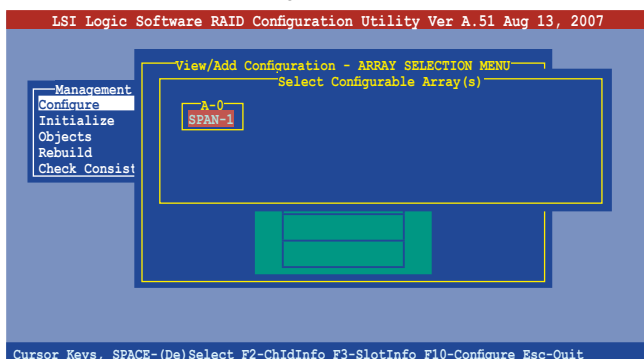 LSI Logic Software RAID Configuration Utility Ver A.51 Aug 13, 2007
View/Add Configuration - ARRAY SELECTION MENU
Select Configurable Array(s)
Management
Configure
Initialize
Objects
Rebuild
Check Consist
A-0
SPAN-1
Cursor Keys, SPACE-(De)Select F2-ChIdInfo F3-SlotInfo F10-Configure Esc-Quit